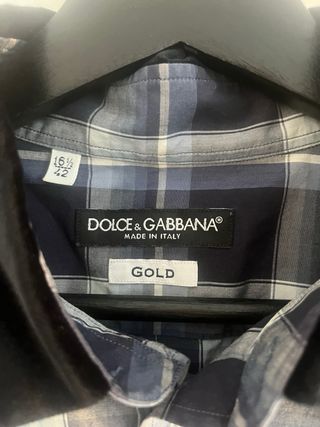 16½
42
DOLCE & GABBANA®
MADE IN ITALY
GOLD